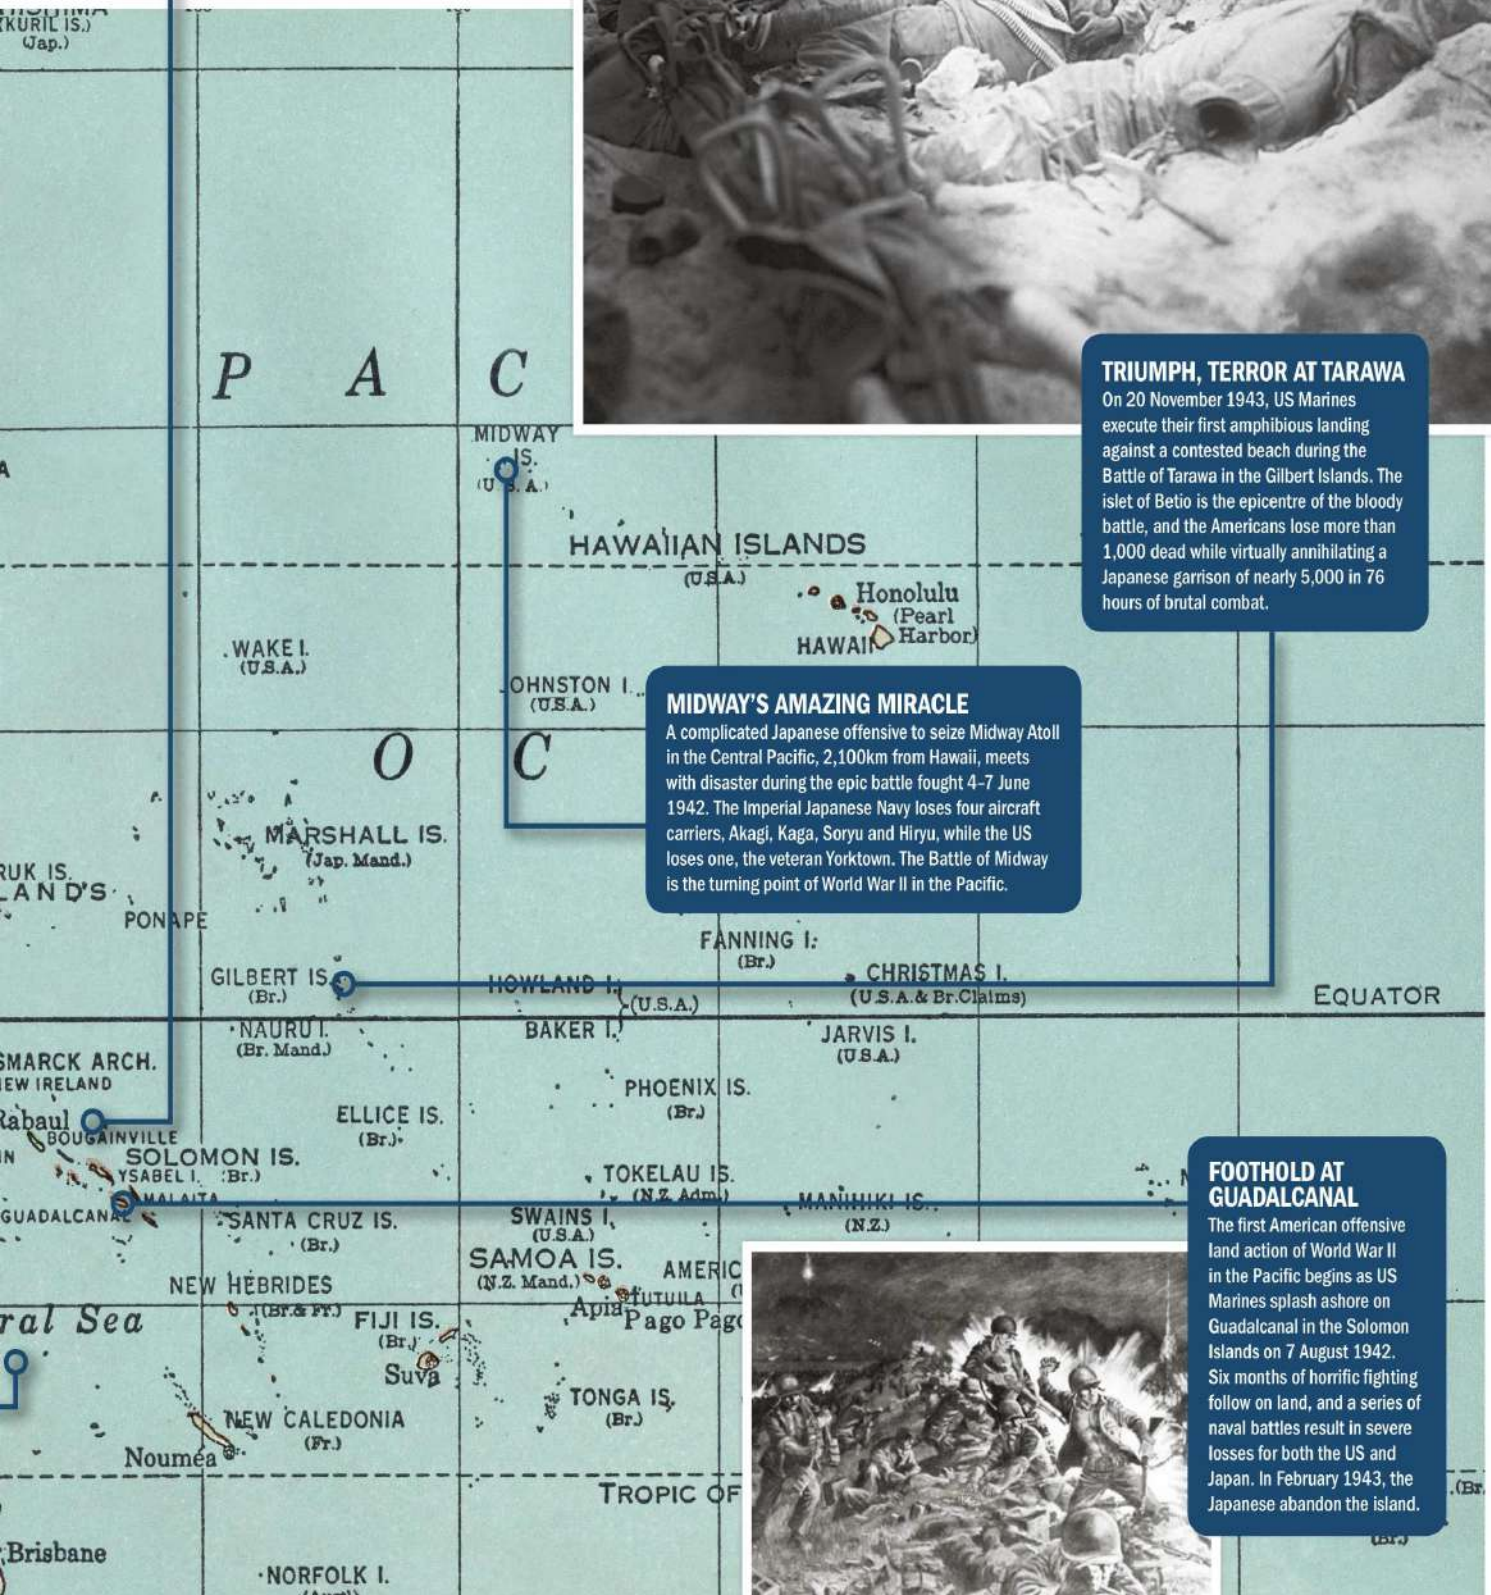 (KURIL IS.)
(Jap.)
P A C
MIDWAY
IS.
(U.S.A.)
HAWAIIAN ISLANDS
(U.S.A.)
Honolulu
(Pearl
Harbor)
HAWAII
TRIUMPH, TERROR AT TARAWA
On 20 November 1943, US Marines
execute their first amphibious landing
against a contested beach during the
Battle of Tarawa in the Gilbert Islands. The
islet of Betio is the epicentre of the bloody
battle, and the Americans lose more than
1,000 dead while virtually annihilating a
Japanese garrison of nearly 5,000 in 76
hours of brutal combat.
WAKE I.
(U.S.A.)
JOHNSTON I.
(U.S.A.)
MIDWAY'S AMAZING MIRACLE
A complicated Japanese offensive to seize Midway Atoll
in the Central Pacific, 2,100km from Hawaii, meets
with disaster during the epic battle fought 4–7 June
1942. The Imperial Japanese Navy loses four aircraft
carriers, Akagi, Kaga, Soryu and Hiryu, while the US
loses one, the veteran Yorktown. The Battle of Midway
is the turning point of World War II in the Pacific.
O C
MARSHALL IS.
(Jap. Mand.)
RUK IS.
LAND'S
PONAPE
FANNING I.
(Br.)
GILBERT IS.
(Br.)
HOWLAND I.
(U.S.A.)
CHRISTMAS I.
(U.S.A.& Br.Claims)
EQUATOR
NAURU I.
(Br. Mand.)
BAKER I.
JARVIS I.
(U.S.A.)
SMARCK ARCH.
EW IRELAND
Rabaul
BOUGAINVILLE
ELLICE IS.
(Br.)
PHOENIX IS.
(Br.)
SOLOMON IS.
YSABEL I. (Br.)
MALAITA
GUADALCANAL
TOKELAU IS.
(N.Z. Adm.)
MANIHIKI IS.
(N.Z.)
SANTA CRUZ IS.
(Br.)
SWAINS I.
(U.S.A.)
SAMOA IS.
(N.Z. Mand.)
AMERIC
TUTUILA
Apia
Pago Pago
NEW HEBRIDES
(Br.& Fr.)
FIJI IS.
(Br.)
Suva
ral Sea
TONGA IS.
(Br.)
NEW CALEDONIA
(Fr.)
Noumea
TROPIC OF
Brisbane
NORFOLK I.
FOOTHOLD AT
GUADALCANAL
The first American offensive
land action of World War II
in the Pacific begins as US
Marines splash ashore on
Guadalcanal in the Solomon
Islands on 7 August 1942.
Six months of horrific fighting
follow on land, and a series of
naval battles result in severe
losses for both the US and
Japan. In February 1943, the
Japanese abandon the island.
(Br.
(Br.)